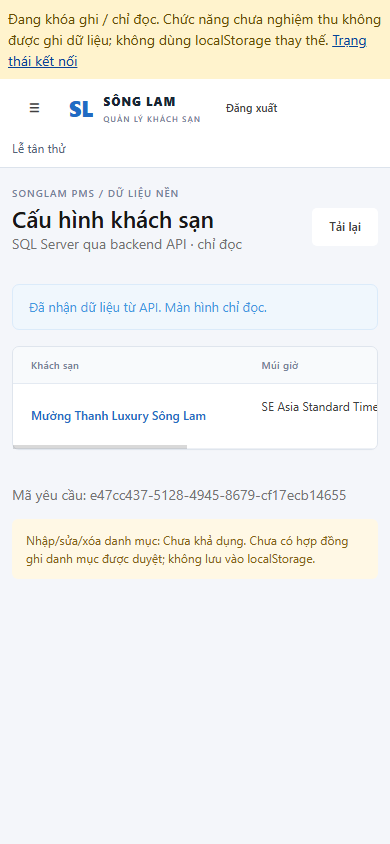 Đang khóa ghi / chỉ đọc. Chức năng chưa nghiệm thu không
được ghi dữ liệu; không dùng localStorage thay thế. Trạng
thái kết nối
☰
SL
SÔNG LAM
QUẢN LÝ KHÁCH SẠN
Đăng xuất
Lễ tân thử
SONGLAM PMS / DỮ LIỆU NỀN
Cấu hình khách sạn
SQL Server qua backend API · chỉ đọc
Tải lại
Đã nhận dữ liệu từ API. Màn hình chỉ đọc.
Khách sạn
Múi giờ
Mường Thanh Luxury Sông Lam
SE Asia Standard Time
Mã yêu cầu: e47cc437-5128-4945-8679-cf17ecb14655
Nhập/sửa/xóa danh mục: Chưa khả dụng. Chưa có hợp đồng
ghi danh mục được duyệt; không lưu vào localStorage.